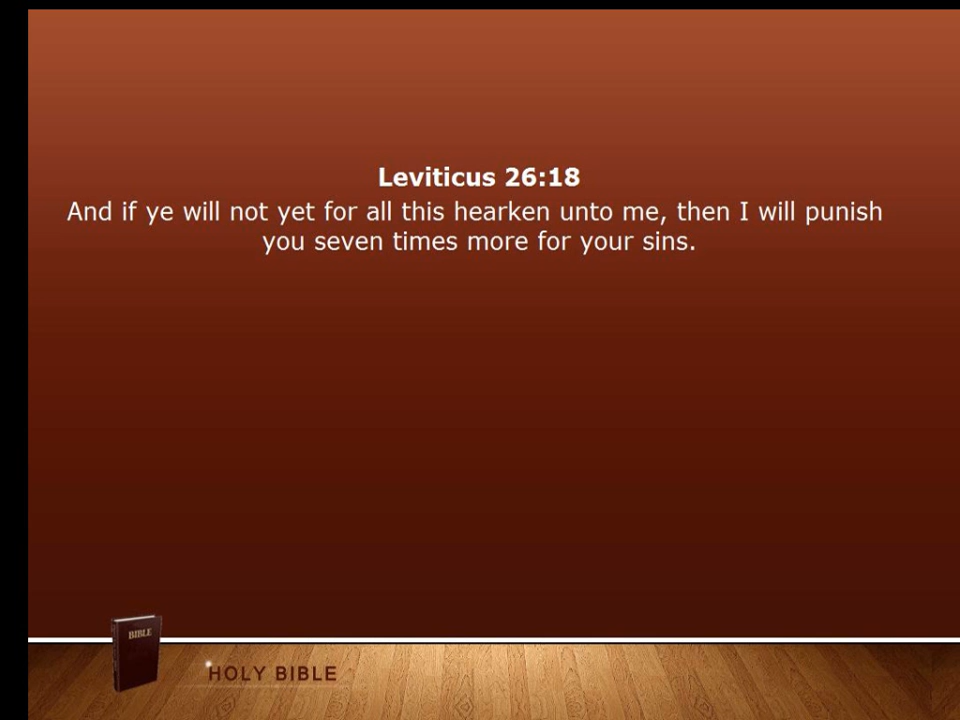 Leviticus 26:18
And if ye will not yet for all this hearken unto me, then I will punish
you seven times more for your sins.
BIBLE
HOLY BIBLE